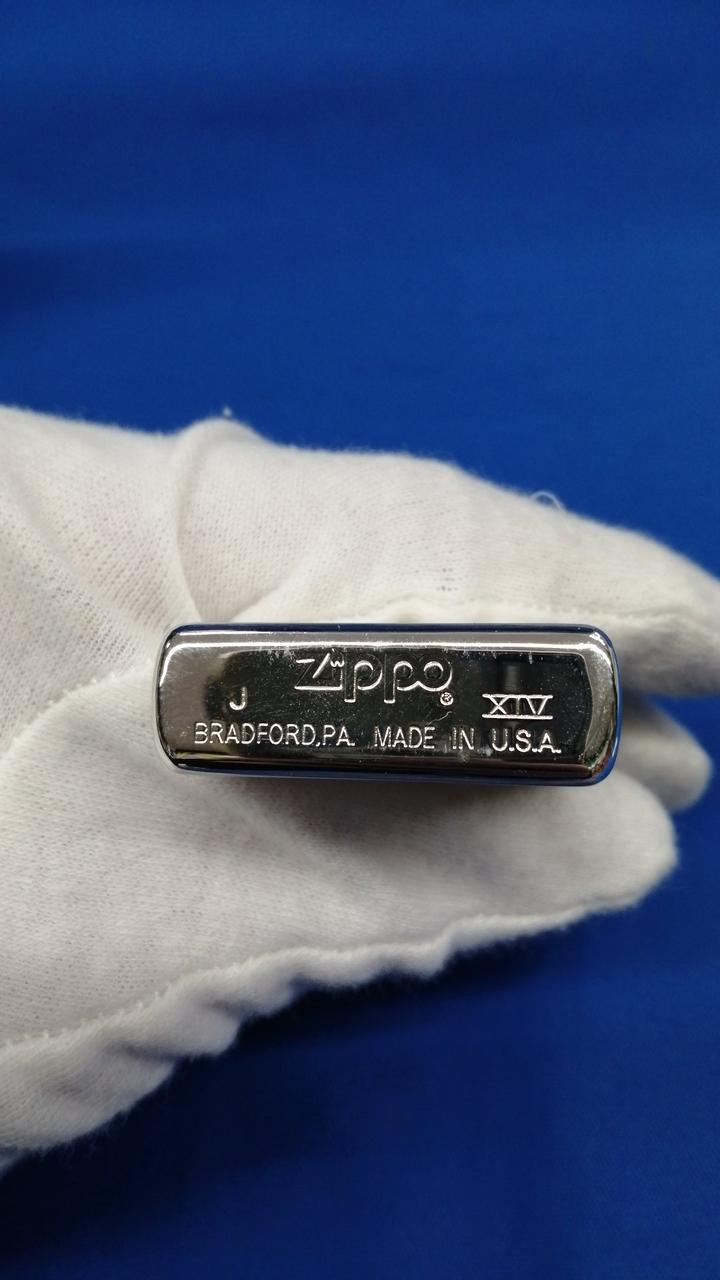 Zippo®
J XIV
BRADFORD,PA. MADE IN U.S.A.